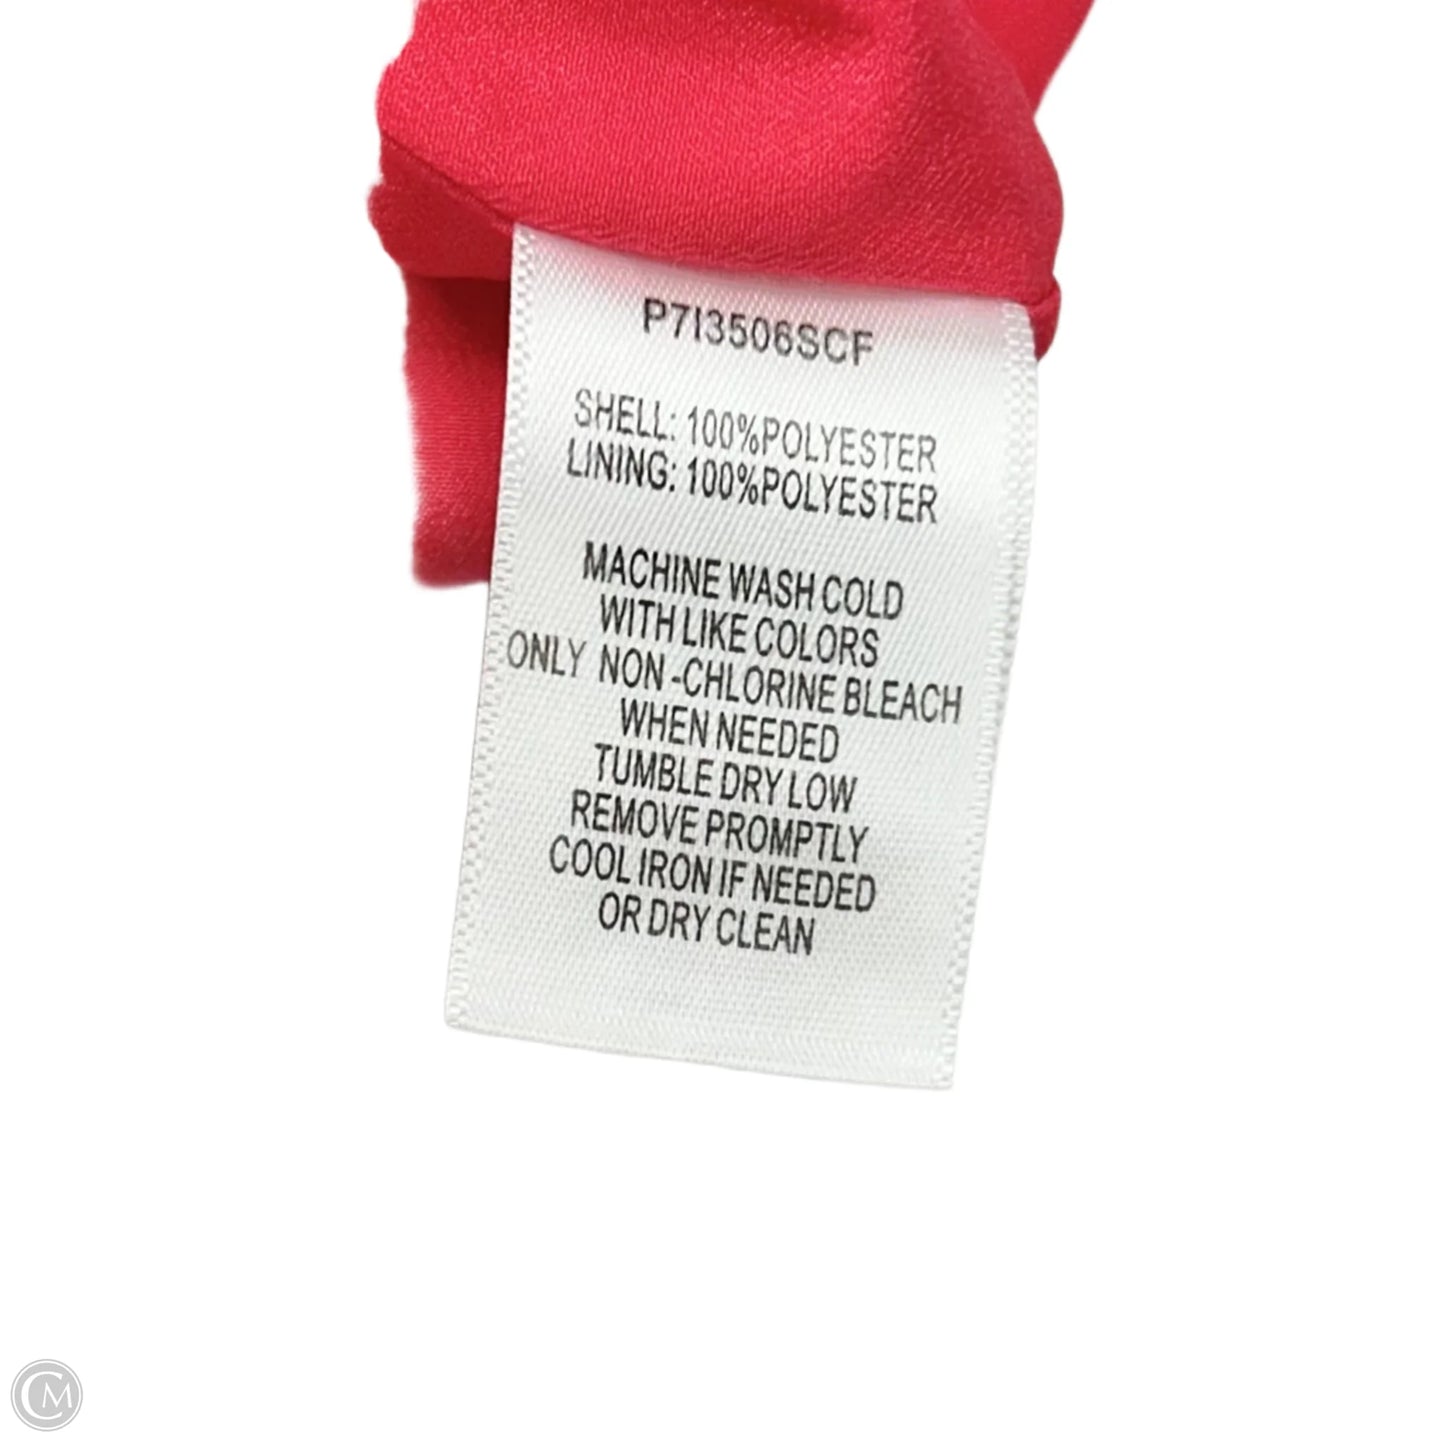 P7I3506SCF
SHELL: 100%POLYESTER
LINING: 100%POLYESTER
MACHINE WASH COLD
WITH LIKE COLORS
ONLY NON-CHLORINE BLEACH
WHEN NEEDED
TUMBLE DRY LOW
REMOVE PROMPTLY
COOL IRON IF NEEDED
OR DRY CLEAN
CM